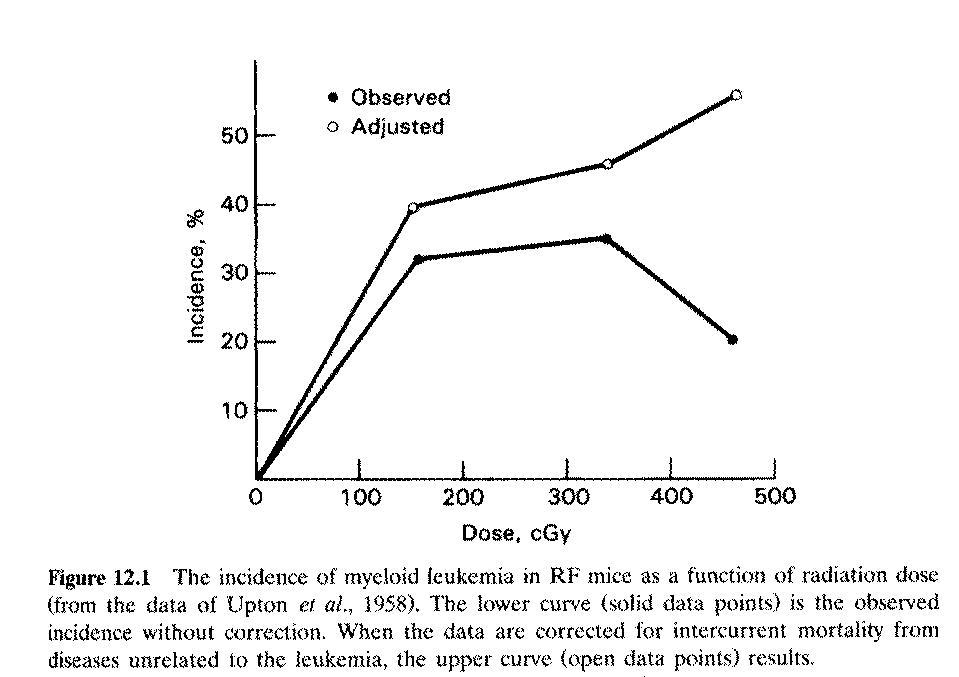 Observed
Adjusted
50
40
30
20
10
Incidence, %
0 100 200 300 400 500
Dose, cGy
Figure 12.1 The incidence of myeloid leukemia in RF mice as a function of radiation dose
(from the data of Upton et al., 1958). The lower curve (solid data points) is the observed
incidence without correction. When the data are corrected for intercurrent mortality from
diseases unrelated to the leukemia, the upper curve (open data points) results.